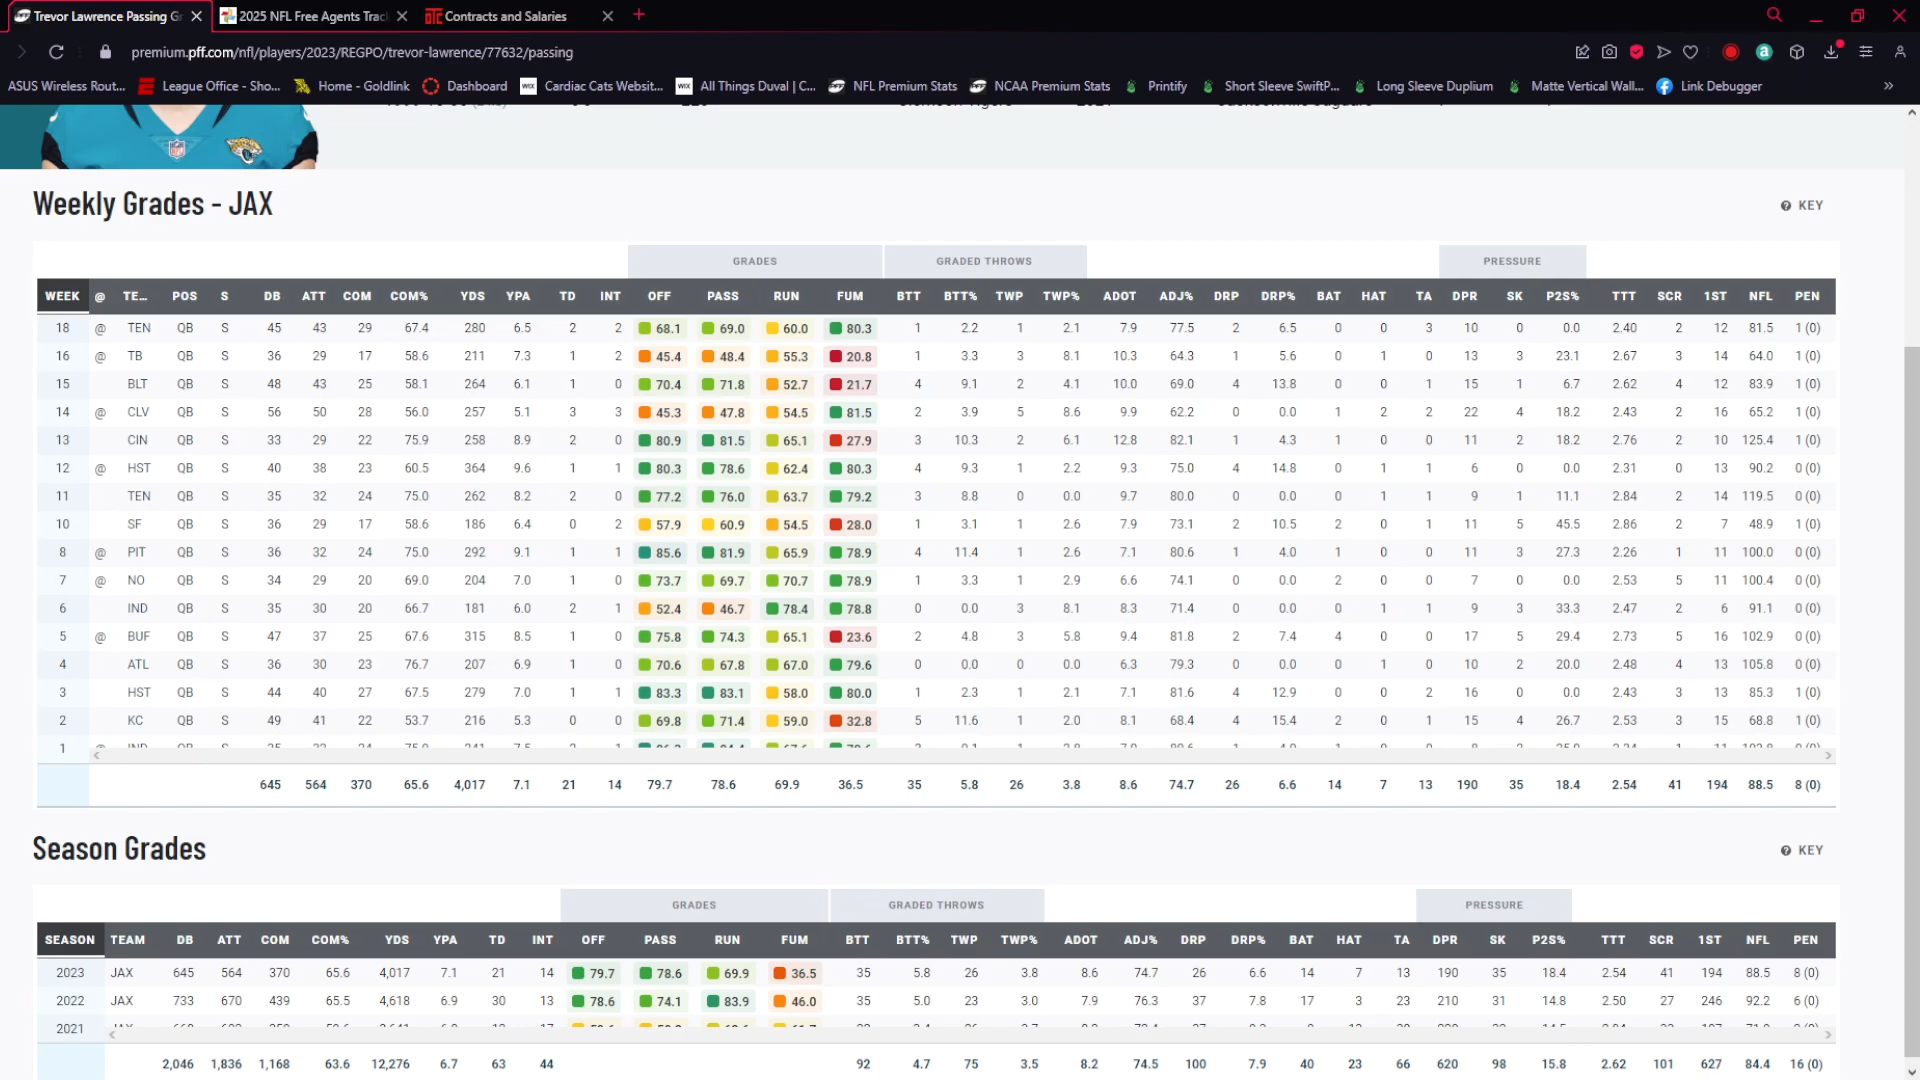 Trevor Lawrence Passing Gr
2025 NFL Free Agents Trac
OTC Contracts and Salaries
premium.pff.com/nfl/players/2023/REGPO/trevor-lawrence/77632/passing
ASUS Wireless Rout... League Office - Sho... Home - Goldlink Dashboard WIX Cardiac Cats Websit... WIX All Things Duval | C... NFL Premium Stats NCAA Premium Stats Printify Short Sleeve SwiftP... Long Sleeve Duplium Matte Vertical Wall... Link Debugger »
Weekly Grades - JAX
KEY
GRADES GRADED THROWS PRESSURE
WEEK @ TE... POS S DB ATT COM COM% YDS YPA TD INT OFF PASS RUN FUM BTT BTT% TWP TWP% ADOT ADJ% DRP DRP% BAT HAT TA DPR SK P2S% TTT SCR 1ST NFL PEN
18 @ TEN QB S 45 43 29 67.4 280 6.5 2 2 68.1 69.0 60.0 80.3 1 2.2 1 2.1 7.9 77.5 2 6.5 0 0 3 10 0 0.0 2.40 2 12 81.5 1 (0)
16 @ TB QB S 36 29 17 58.6 211 7.3 1 2 45.4 48.4 55.3 20.8 1 3.3 3 8.1 10.3 64.3 1 5.6 0 1 0 13 3 23.1 2.67 3 14 64.0 1 (0)
15 BLT QB S 48 43 25 58.1 264 6.1 1 0 70.4 71.8 52.7 21.7 4 9.1 2 4.1 10.0 69.0 4 13.8 0 0 1 15 1 6.7 2.62 4 12 83.9 1 (0)
14 @ CLV QB S 56 50 28 56.0 257 5.1 3 3 45.3 47.8 54.5 81.5 2 3.9 5 8.6 9.9 62.2 0 0.0 1 2 2 22 4 18.2 2.43 2 16 65.2 1 (0)
13 CIN QB S 33 29 22 75.9 258 8.9 2 0 80.9 81.5 65.1 27.9 3 10.3 2 6.1 12.8 82.1 1 4.3 1 0 0 11 2 18.2 2.76 2 10 125.4 1 (0)
12 @ HST QB S 40 38 23 60.5 364 9.6 1 1 80.3 78.6 62.4 80.3 4 9.3 1 2.2 9.3 75.0 4 14.8 0 1 1 6 0 0.0 2.31 0 13 90.2 0 (0)
11 TEN QB S 35 32 24 75.0 262 8.2 2 0 77.2 76.0 63.7 79.2 3 8.8 0 0.0 9.7 80.0 0 0.0 0 1 1 9 1 11.1 2.84 2 14 119.5 0 (0)
10 SF QB S 36 29 17 58.6 186 6.4 0 2 57.9 60.9 54.5 28.0 1 3.1 1 2.6 7.9 73.1 2 10.5 2 0 1 11 5 45.5 2.86 2 7 48.9 1 (0)
8 @ PIT QB S 36 32 24 75.0 292 9.1 1 1 85.6 81.9 65.9 78.9 4 11.4 1 2.6 7.1 80.6 1 4.0 1 0 0 11 3 27.3 2.26 1 11 100.0 0 (0)
7 @ NO QB S 34 29 20 69.0 204 7.0 1 0 73.7 69.7 70.7 78.9 1 3.3 1 2.9 6.6 74.1 0 0.0 2 0 0 7 0 0.0 2.53 5 11 100.4 0 (0)
6 IND QB S 35 30 20 66.7 181 6.0 2 1 52.4 46.7 78.4 78.8 0 0.0 3 8.1 8.3 71.4 0 0.0 0 1 1 9 3 33.3 2.47 2 6 91.1 0 (0)
5 @ BUF QB S 47 37 25 67.6 315 8.5 1 0 75.8 74.3 65.1 23.6 2 4.8 3 5.8 9.4 81.8 2 7.4 4 0 0 17 5 29.4 2.73 5 16 102.9 0 (0)
4 ATL QB S 36 30 23 76.7 207 6.9 1 0 70.6 67.8 67.0 79.6 0 0.0 0 0.0 6.3 79.3 0 0.0 0 1 0 10 2 20.0 2.48 4 13 105.8 0 (0)
3 HST QB S 44 40 27 67.5 279 7.0 1 1 83.3 83.1 58.0 80.0 1 2.3 1 2.1 7.1 81.6 4 12.9 0 0 2 16 0 0.0 2.43 3 13 85.3 1 (0)
2 KC QB S 49 41 22 53.7 216 5.3 0 0 69.8 71.4 59.0 32.8 5 11.6 1 2.0 8.1 68.4 4 15.4 2 0 1 15 4 26.7 2.53 3 15 68.8 1 (0)
1
645 564 370 65.6 4,017 7.1 21 14 79.7 78.6 69.9 36.5 35 5.8 26 3.8 8.6 74.7 26 6.6 14 7 13 190 35 18.4 2.54 41 194 88.5 8 (0)
Season Grades
KEY
GRADES GRADED THROWS PRESSURE
SEASON TEAM DB ATT COM COM% YDS YPA TD INT OFF PASS RUN FUM BTT BTT% TWP TWP% ADOT ADJ% DRP DRP% BAT HAT TA DPR SK P2S% TTT SCR 1ST NFL PEN
2023 JAX 645 564 370 65.6 4,017 7.1 21 14 79.7 78.6 69.9 36.5 35 5.8 26 3.8 8.6 74.7 26 6.6 14 7 13 190 35 18.4 2.54 41 194 88.5 8 (0)
2022 JAX 733 670 439 65.5 4,618 6.9 30 13 78.6 74.1 83.9 46.0 35 5.0 23 3.0 7.9 76.3 37 7.8 17 3 23 210 31 14.8 2.50 27 246 92.2 6 (0)
2021
2,046 1,836 1,168 63.6 12,276 6.7 63 44 92 4.7 75 3.5 8.2 74.5 100 7.9 40 23 66 620 98 15.8 2.62 101 627 84.4 16 (0)